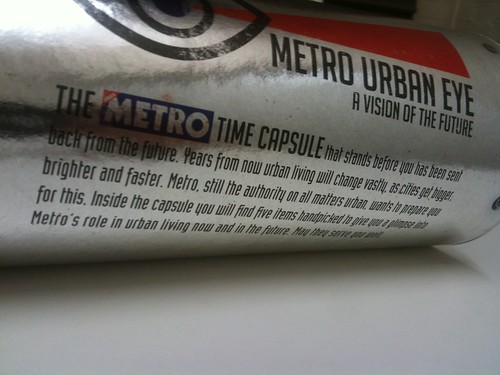 METRO URBAN EYE
A VISION OF THE FUTURE
THE METRO TIME CAPSULE that stands before you has been sent
back from the future. Years from now urban living will change vastly, as cities get bigger,
brighter and faster. Metro, still the authority on all matters urban, wants to prepare you
for this. Inside the capsule you will find five items handpicked to give you a glimpse into
Metro's role in urban living now and in the future. May they serve you well.